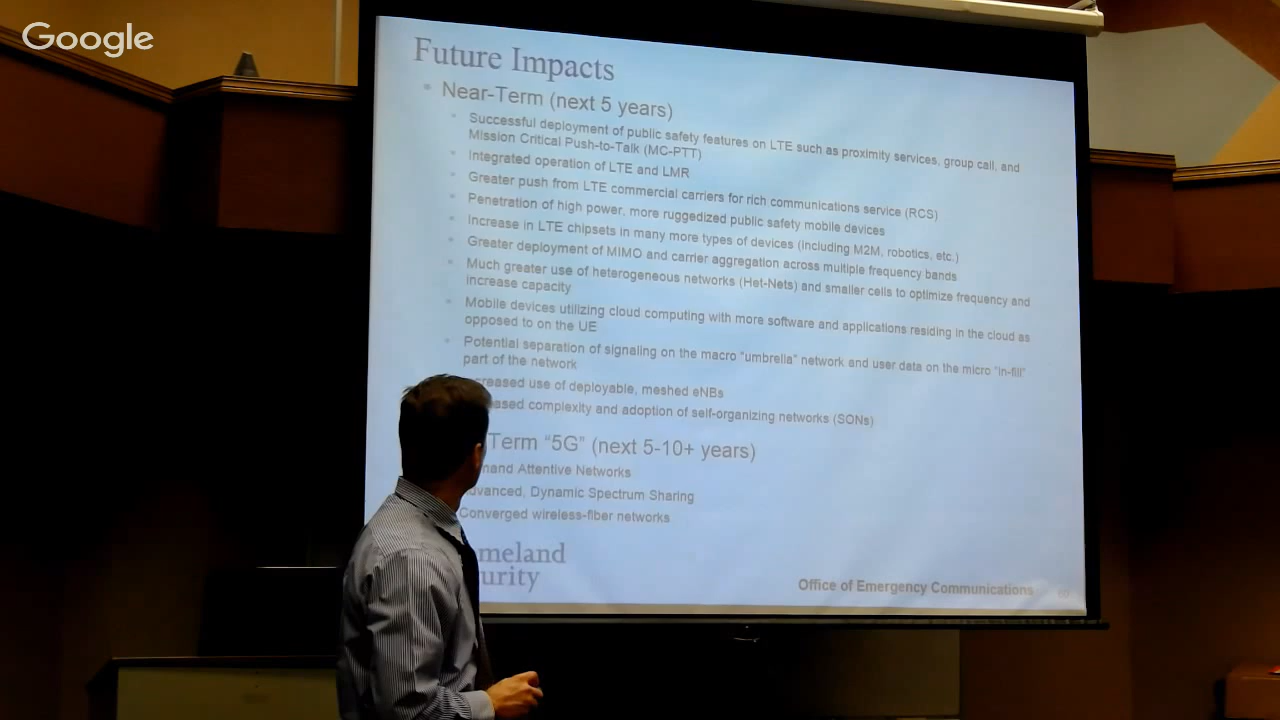 Google
Future Impacts
Near-Term (next 5 years)
Successful deployment of public safety features on LTE such as proximity services, group call, and
Mission Critical Push-to-Talk (MC-PTT)
Integrated operation of LTE and LMR
Greater push from LTE commercial carriers for rich communications service (RCS)
Penetration of high power, more ruggedized public safety mobile devices
Increase in LTE chipsets in many more types of devices (including M2M, robotics, etc.)
Greater deployment of MIMO and carrier aggregation across multiple frequency bands
Much greater use of heterogeneous networks (Het-Nets) and smaller cells to optimize frequency and
increase capacity
Mobile devices utilizing cloud computing with more software and applications residing in the cloud as
opposed to on the UE
Potential separation of signaling on the macro "umbrella" network and user data on the micro "in-fill"
part of the network
creased use of deployable, meshed eNBs
eased complexity and adoption of self-organizing networks (SONs)
Term "5G" (next 5-10+ years)
mand Attentive Networks
dvanced, Dynamic Spectrum Sharing
Converged wireless-fiber networks
meland
urity
Office of Emergency Communications